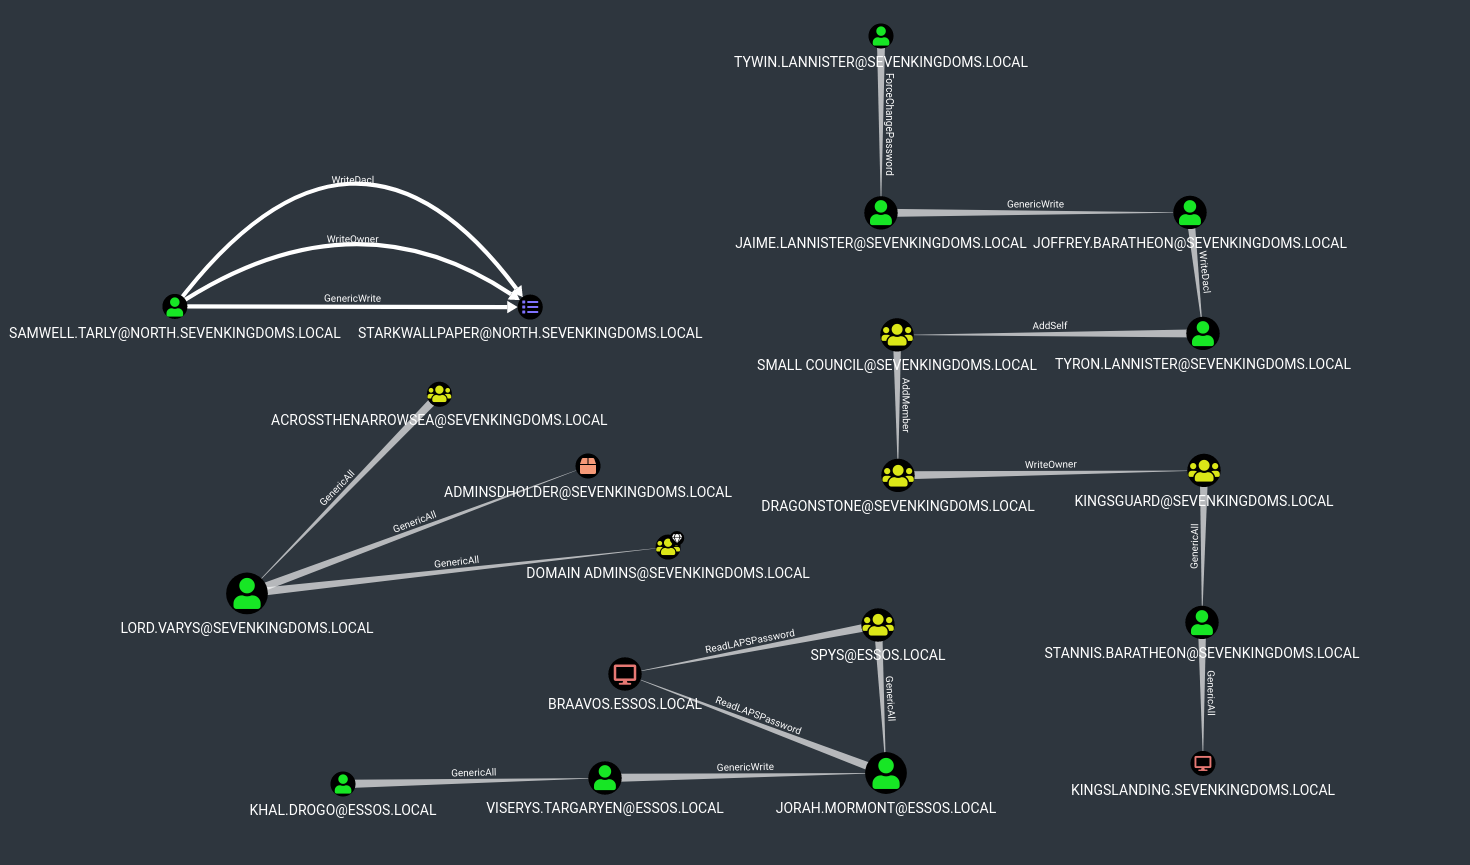 TYWIN.LANNISTER@SEVENKINGDOMS.LOCAL
ForceChangePassword
WriteDacl
GenericWrite
JAIME.LANNISTER@SEVENKINGDOMS.LOCAL
JOFFREY.BARATHEON@SEVENKINGDOMS.LOCAL
WriteOwner
WriteDacl
GenericWrite
SAMWELL.TARLY@NORTH.SEVENKINGDOMS.LOCAL
STARKWALLPAPER@NORTH.SEVENKINGDOMS.LOCAL
AddSelf
SMALL COUNCIL@SEVENKINGDOMS.LOCAL
TYRON.LANNISTER@SEVENKINGDOMS.LOCAL
AddMember
ACROSSTHENARROWSEA@SEVENKINGDOMS.LOCAL
GenericAll
ADMINSDHOLDER@SEVENKINGDOMS.LOCAL
GenericAll
WriteOwner
DRAGONSTONE@SEVENKINGDOMS.LOCAL
KINGSGUARD@SEVENKINGDOMS.LOCAL
GenericAll
GenericAll
DOMAIN ADMINS@SEVENKINGDOMS.LOCAL
LORD.VARYS@SEVENKINGDOMS.LOCAL
ReadLAPSPassword
SPYS@ESSOS.LOCAL
STANNIS.BARATHEON@SEVENKINGDOMS.LOCAL
BRAAVOS.ESSOS.LOCAL
ReadLAPSPassword
GenericAll
GenericAll
GenericAll
GenericWrite
KHAL.DROGO@ESSOS.LOCAL
VISERYS.TARGARYEN@ESSOS.LOCAL
JORAH.MORMONT@ESSOS.LOCAL
KINGSLANDING.SEVENKINGDOMS.LOCAL